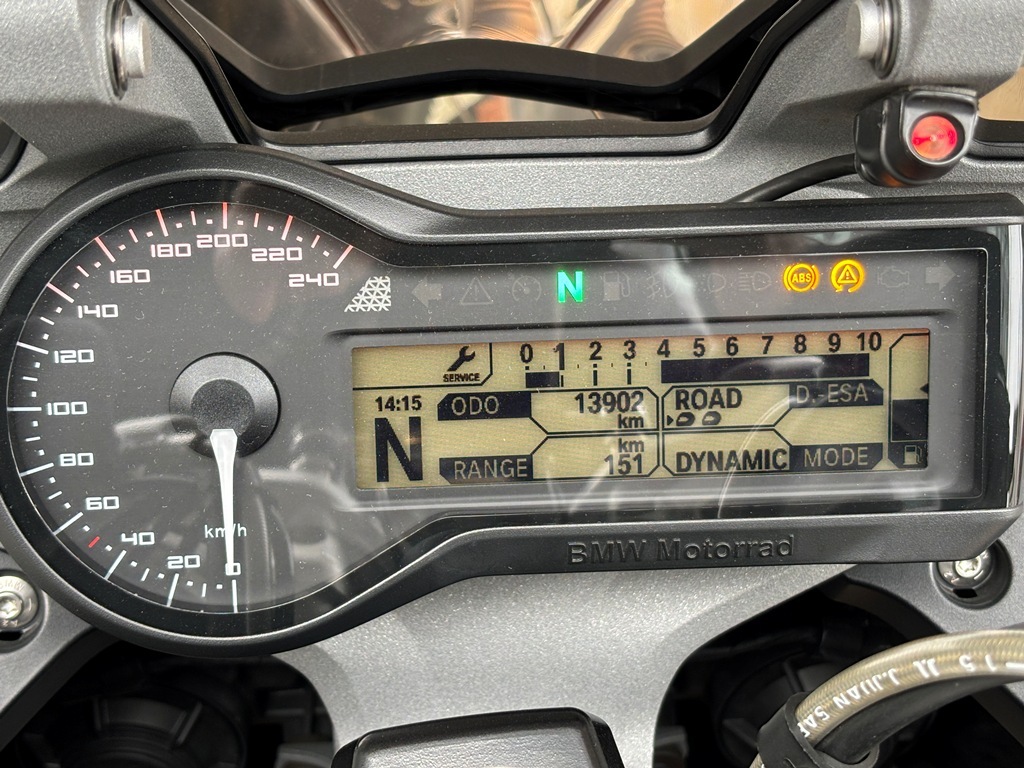 180 200 220
160 240
140
120
100
80
60
40
20
0
km/h
N ABS
SERVICE
0 1 2 3 4 5 6 7 8 9 10
14:15
N
ODO 13902
km
ROAD D.-ESA
km
RANGE 151
DYNAMIC MODE
BMW Motorrad
J.JUAN